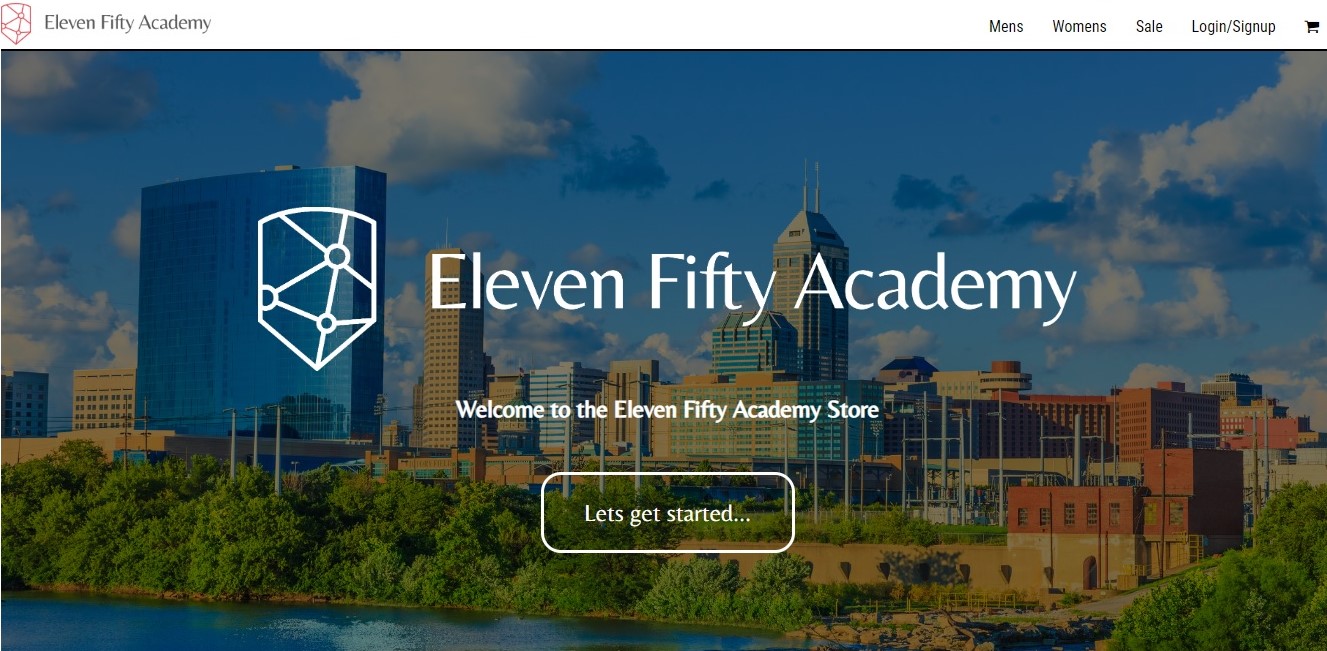 Eleven Fifty Academy
Mens
Womens
Sale
Login/Signup
Eleven Fifty Academy
Welcome to the Eleven Fifty Academy Store
Lets get started...